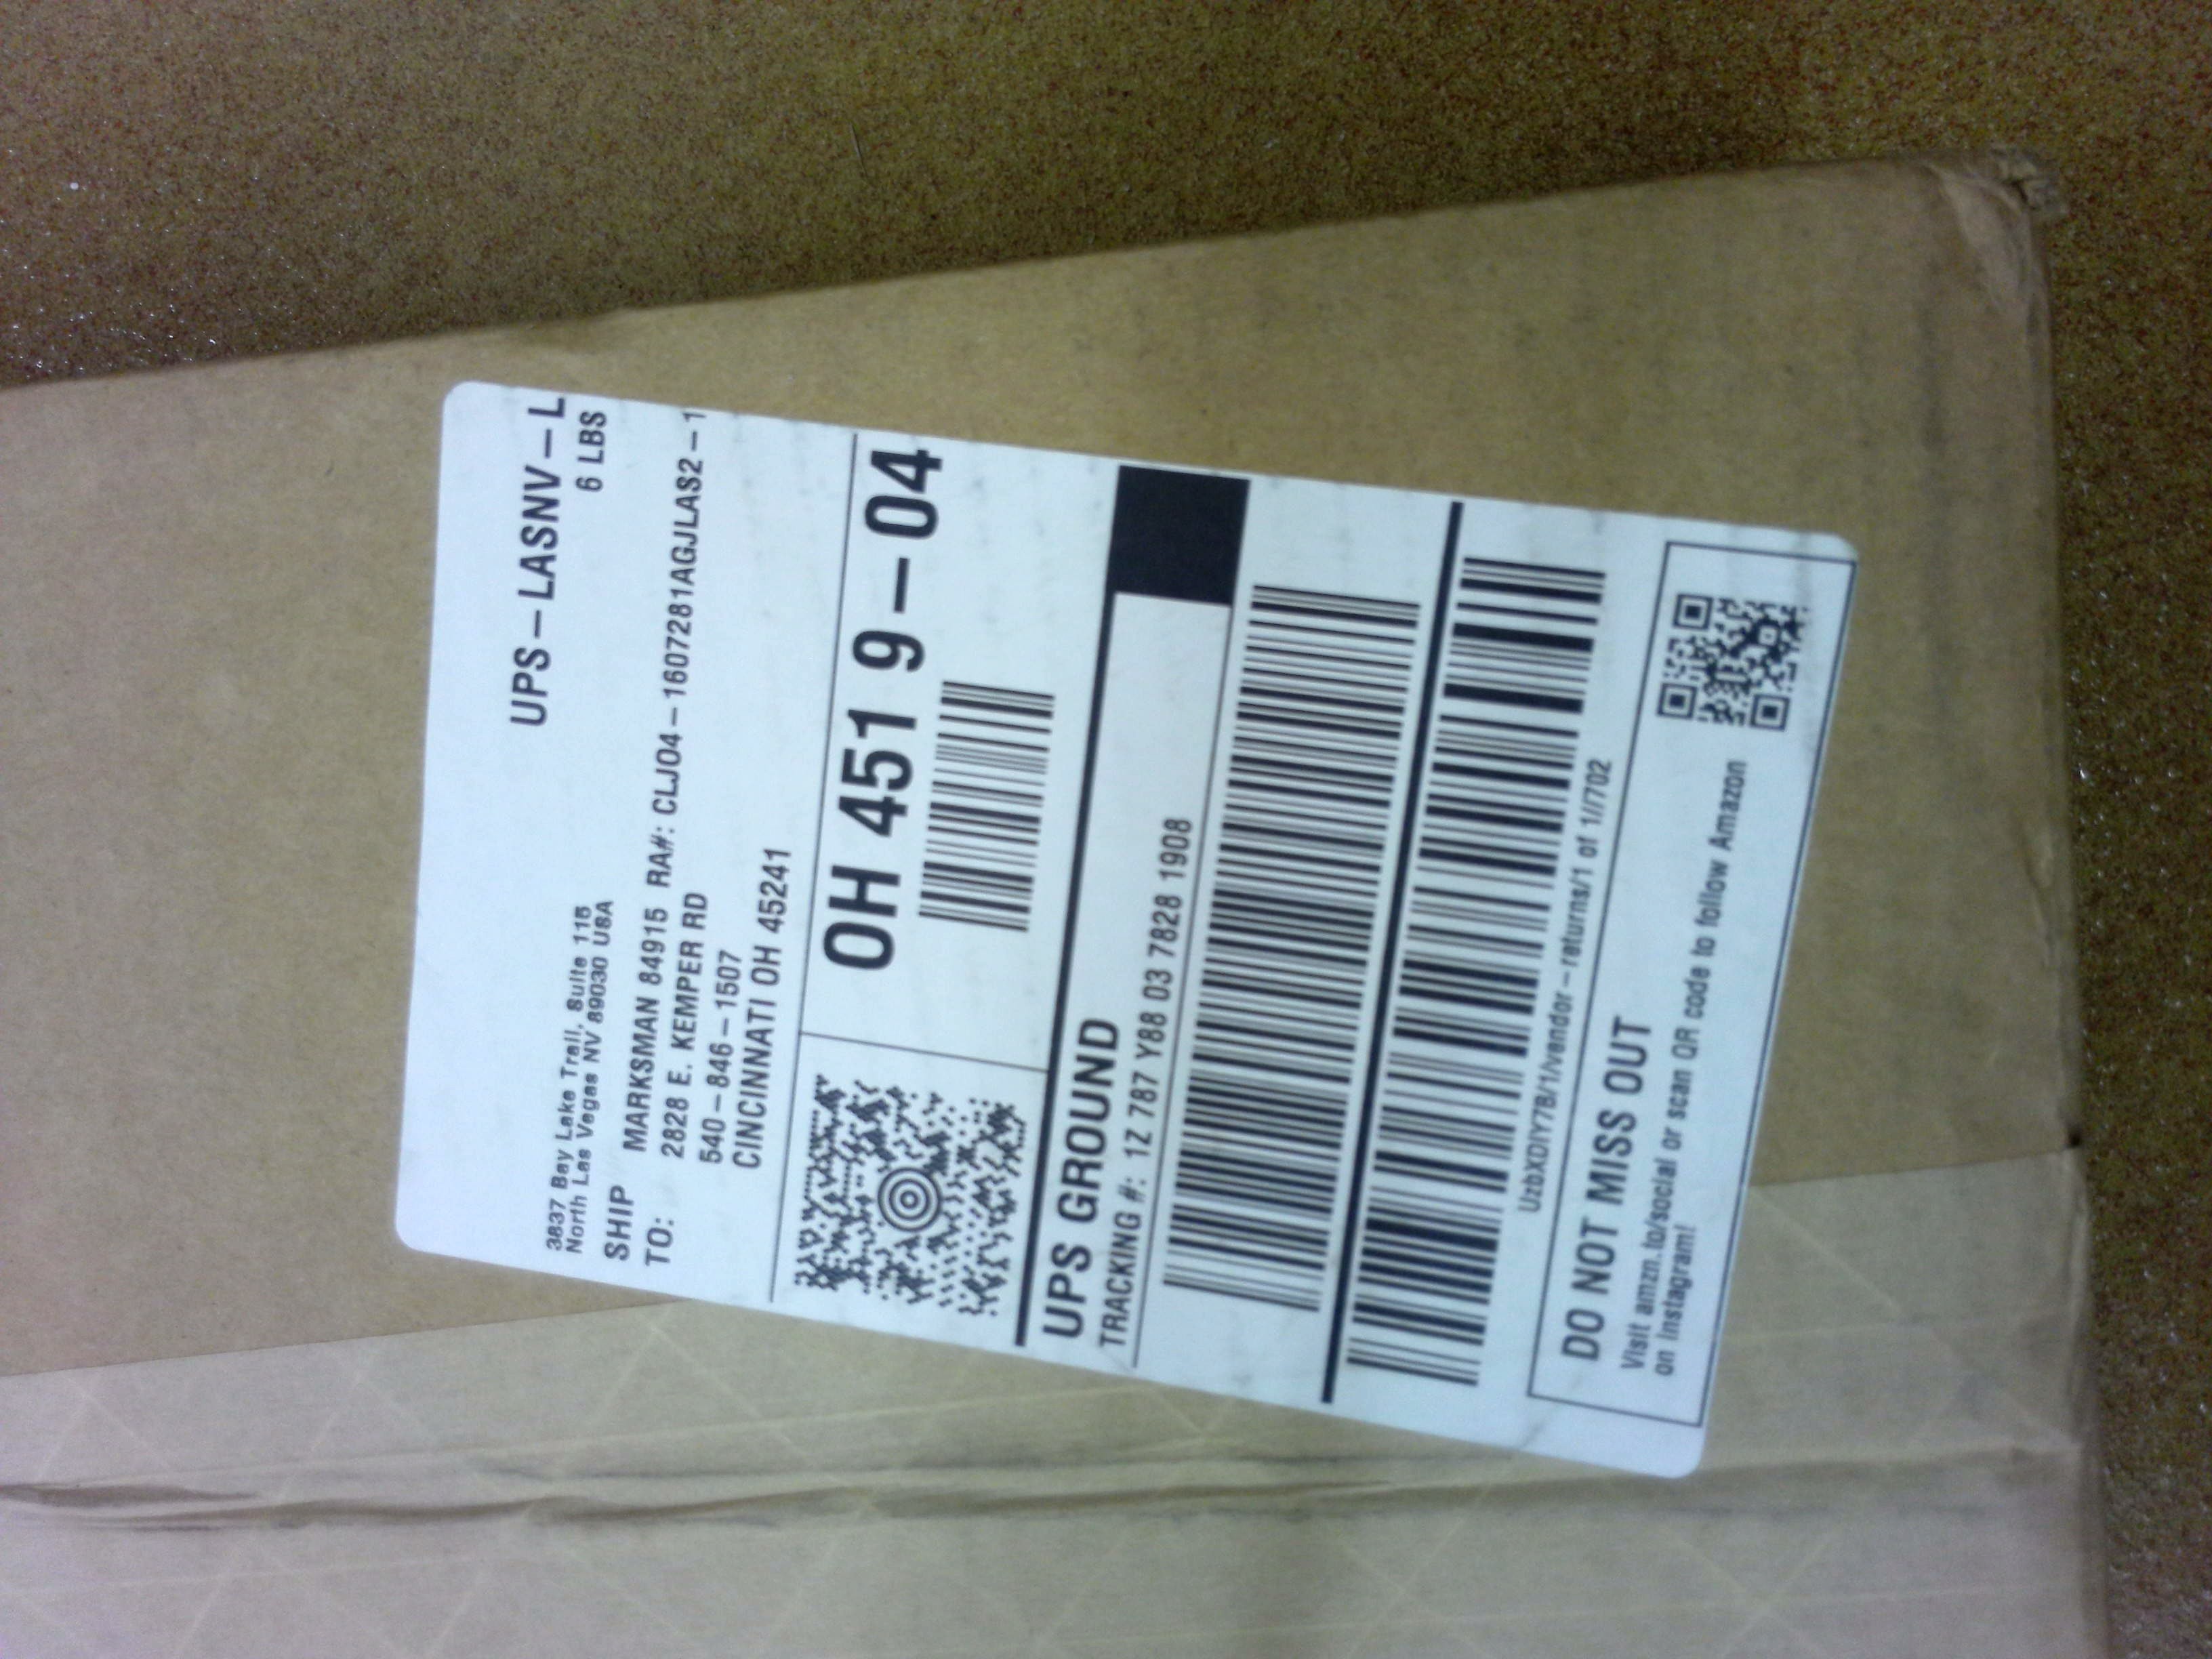 UPS-LASNV-L
6 LBS
3837 Bay Lake Trail, Suite 115
North Las Vegas NV 89030 USA
SHIP
TO:
MARKSMAN 84915 RA#: CLJO4-1607281AGJLAS2-1
2828 E. KEMPER RD
540-846-1507
CINCINNATI OH 45241
OH 451 9-04
UPS GROUND
TRACKING #: 1Z 787 Y88 03 7828 1908
UzbXDIY7B/1/vendor-returns/1 of 1//702
DO NOT MISS OUT
Visit amzn.to/social or scan QR code to follow Amazon
on Instagram!